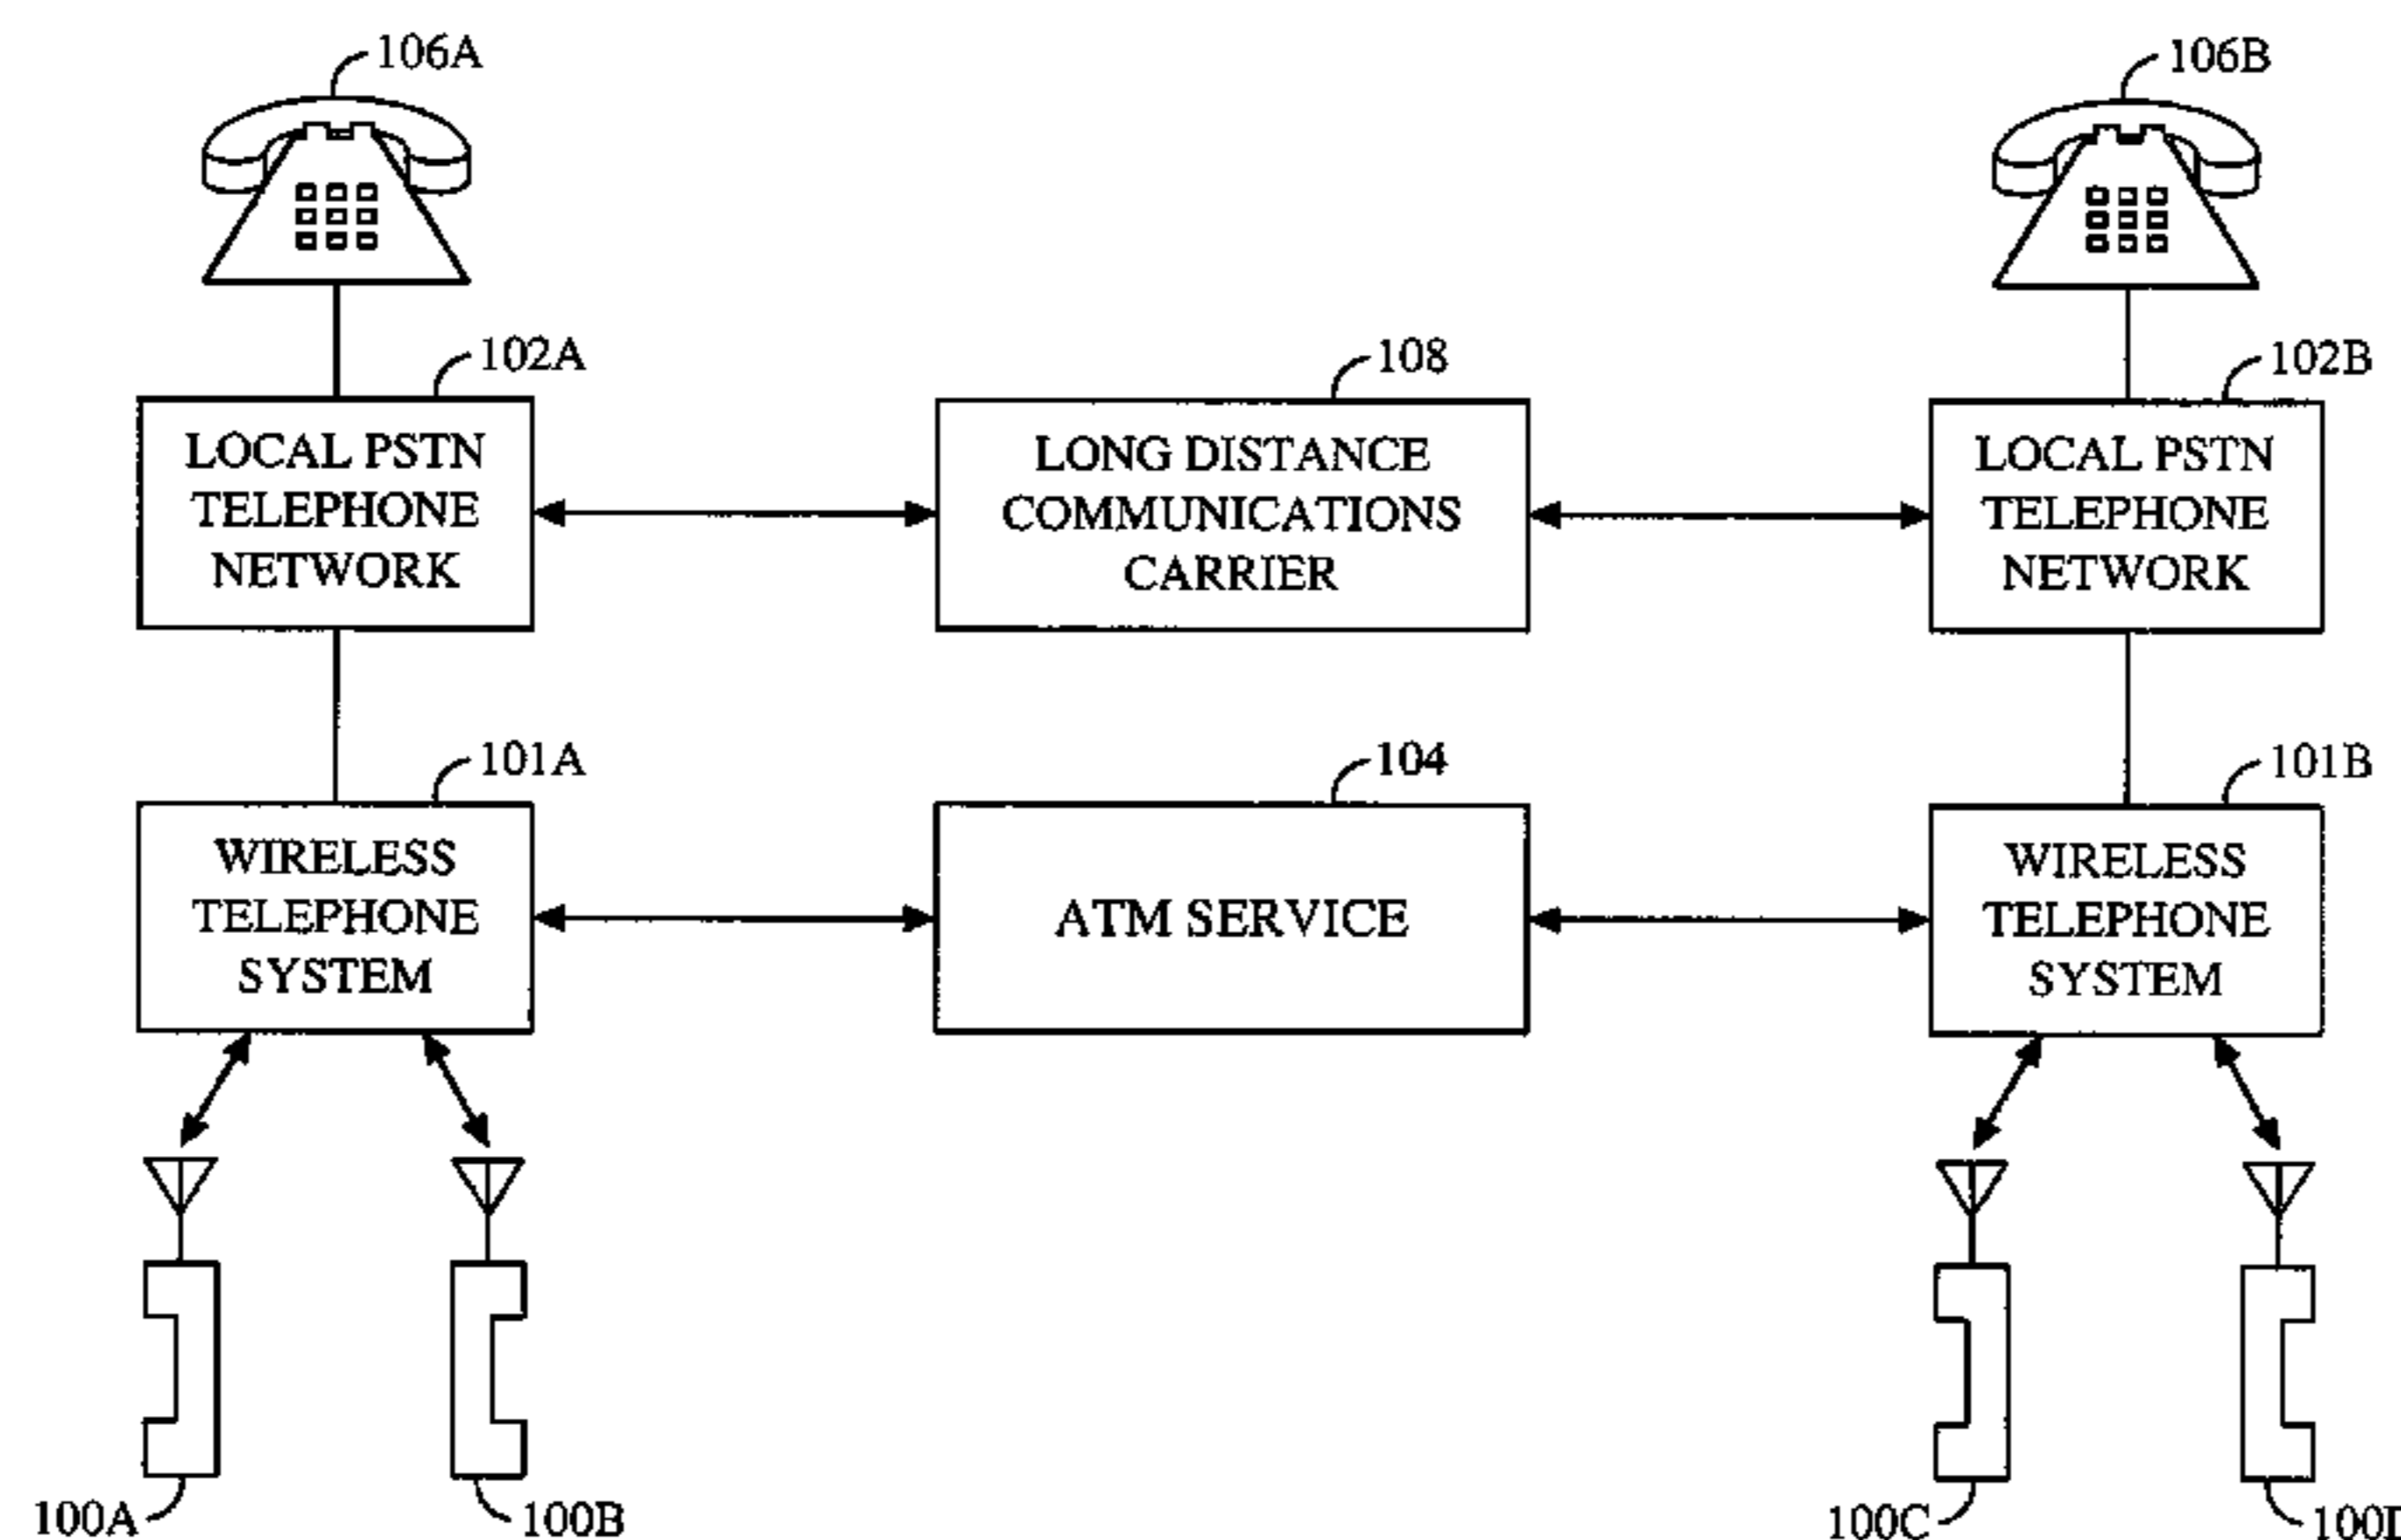 106A
106B
102A
108
102B
LOCAL PSTN
TELEPHONE
NETWORK
LONG DISTANCE
COMMUNICATIONS
CARRIER
LOCAL PSTN
TELEPHONE
NETWORK
101A
104
101B
WIRELESS
TELEPHONE
SYSTEM
ATM SERVICE
WIRELESS
TELEPHONE
SYSTEM
100A
100B
100C